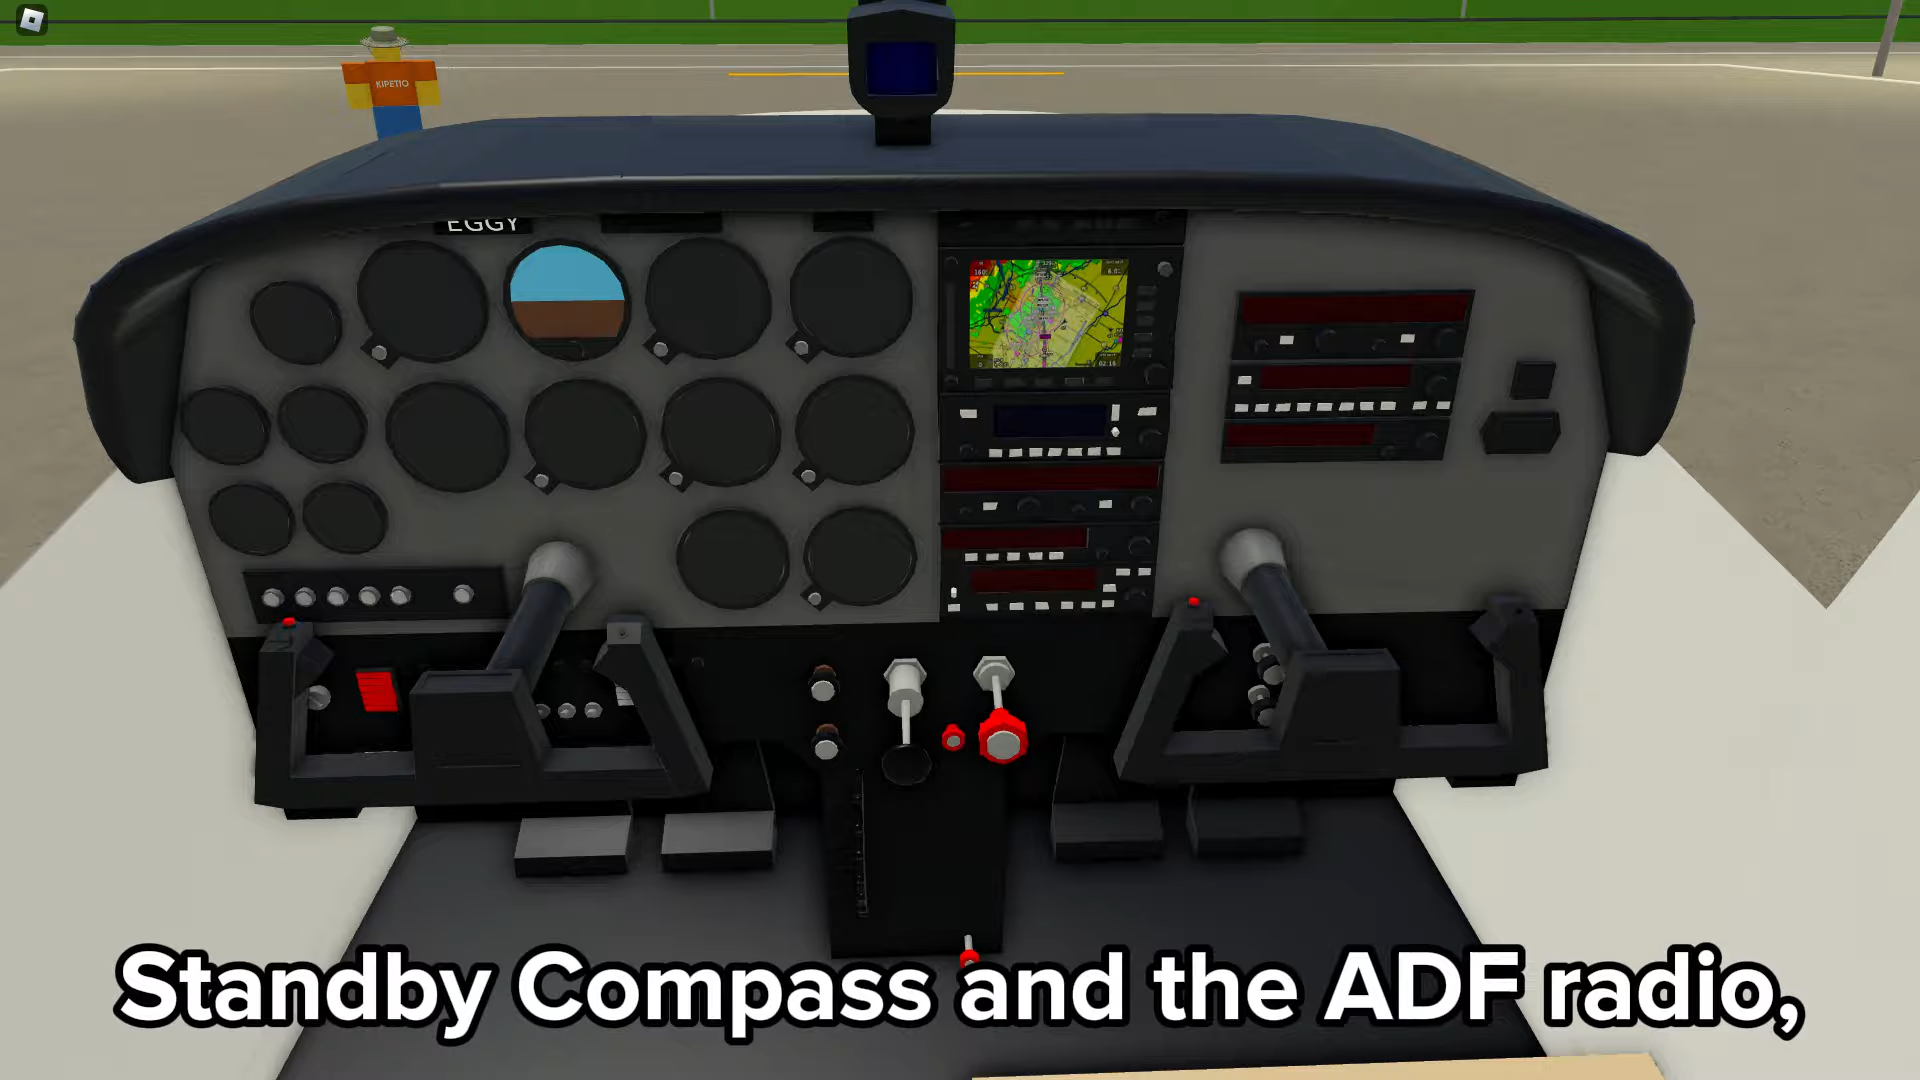 KIPETIO
EGGY
Standby Compass and the ADF radio,